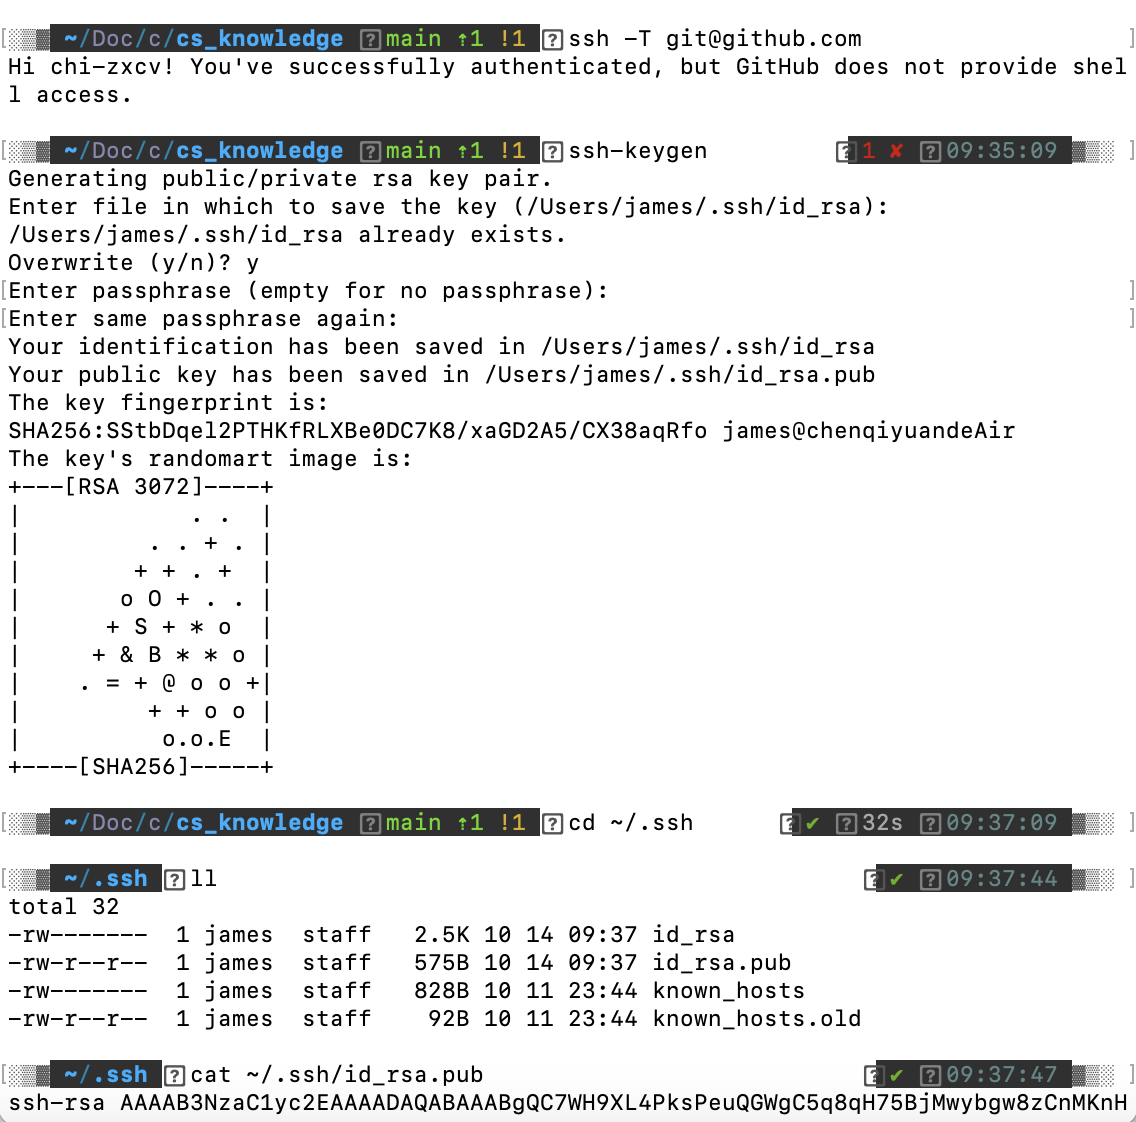 ~/Doc/c/cs_knowledge main ⇡1 !1 ssh -T git@github.com
Hi chi-zxcv! You've successfully authenticated, but GitHub does not provide shel
l access.
~/Doc/c/cs_knowledge main ⇡1 !1 ssh-keygen 1 ✘ 09:35:09
Generating public/private rsa key pair.
Enter file in which to save the key (/Users/james/.ssh/id_rsa):
/Users/james/.ssh/id_rsa already exists.
Overwrite (y/n)? y
Enter passphrase (empty for no passphrase):
Enter same passphrase again:
Your identification has been saved in /Users/james/.ssh/id_rsa
Your public key has been saved in /Users/james/.ssh/id_rsa.pub
The key fingerprint is:
SHA256:SStbDqel2PTHKfRLXBe0DC7K8/xaGD2A5/CX38aqRfo james@chenqiyuandeAir
The key's randomart image is:
+---[RSA 3072]----+
|             . .  |
|          . . + . |
|         + + . +  |
|        o O + . . |
|       + S + * o  |
|      + & B * * o |
|     . = + @ o o +|
|          + + o o |
|           o.o.E  |
+----[SHA256]-----+
~/Doc/c/cs_knowledge main ⇡1 !1 cd ~/.ssh ✔ 32s 09:37:09
~/.ssh ll ✔ 09:37:44
total 32
-rw------- 1 james staff 2.5K 10 14 09:37 id_rsa
-rw-r--r-- 1 james staff 575B 10 14 09:37 id_rsa.pub
-rw------- 1 james staff 828B 10 11 23:44 known_hosts
-rw-r--r-- 1 james staff 92B 10 11 23:44 known_hosts.old
~/.ssh cat ~/.ssh/id_rsa.pub ✔ 09:37:47
ssh-rsa AAAAB3NzaC1yc2EAAAADAQABAAABgQC7WH9XL4PksPeuQGWgC5q8qH75BjMwybgw8zCnMKnH